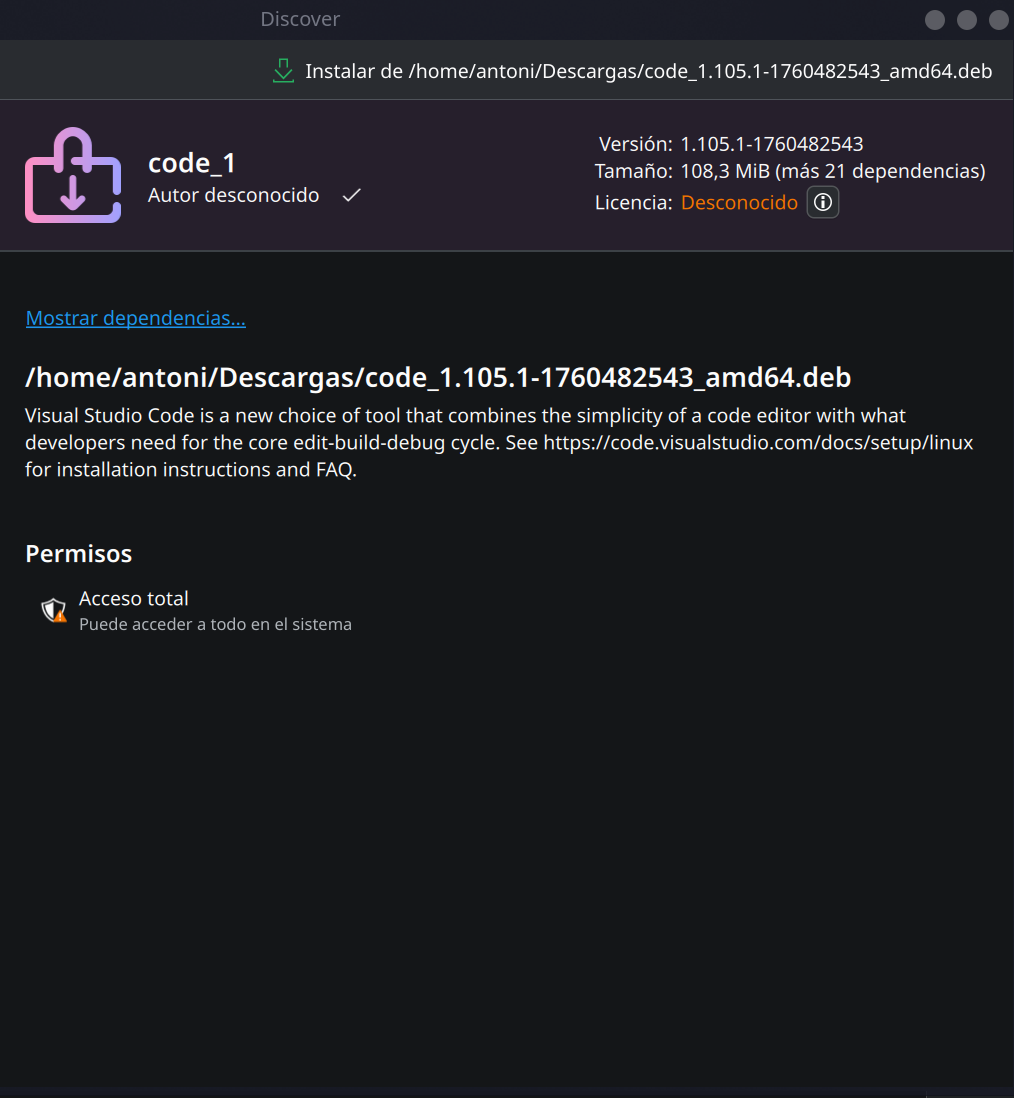 Discover
Instalar de /home/antoni/Descargas/code_1.105.1-1760482543_amd64.deb
code_1
Autor desconocido
Versión: 1.105.1-1760482543
Tamaño: 108,3 MiB (más 21 dependencias)
Licencia: Desconocido
Mostrar dependencias...
/home/antoni/Descargas/code_1.105.1-1760482543_amd64.deb
Visual Studio Code is a new choice of tool that combines the simplicity of a code editor with what
developers need for the core edit-build-debug cycle. See https://code.visualstudio.com/docs/setup/linux
for installation instructions and FAQ.
Permisos
Acceso total
Puede acceder a todo en el sistema